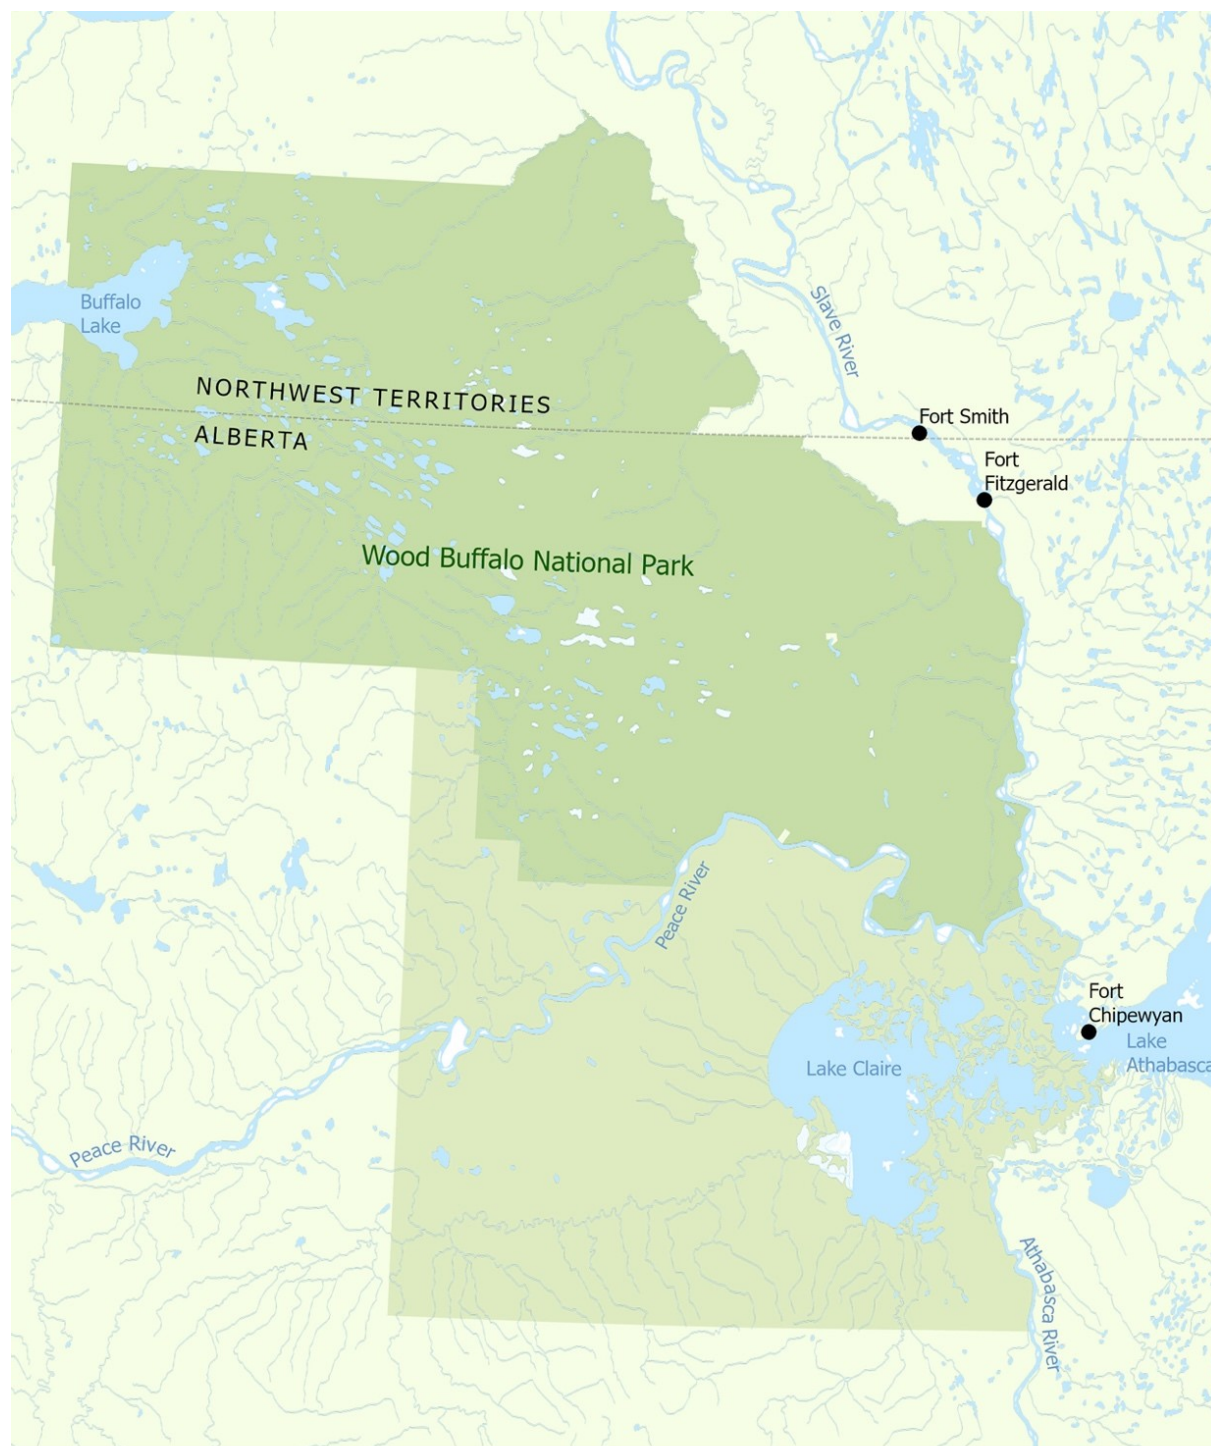 Buffalo
Lake
Slave River
NORTHWEST TERRITORIES
ALBERTA
Fort Smith
Fort
Fitzgerald
Wood Buffalo National Park
Peace River
Fort
Chipewyan
Lake
Athabasca
Lake Claire
Peace River
Athabasca River